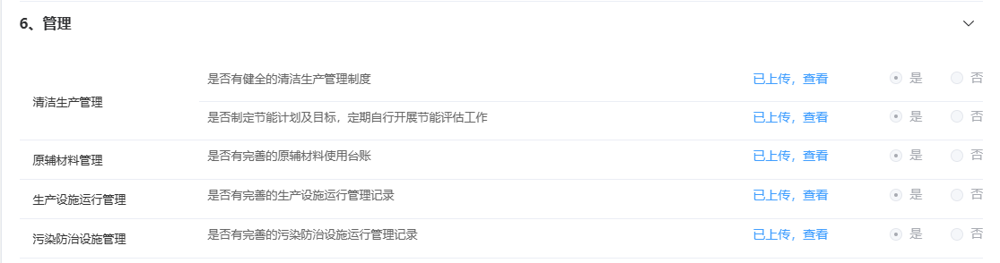 6、管理
清洁生产管理
是否有健全的清洁生产管理制度 已上传，查看 是 否
是否制定节能计划及目标，定期自行开展节能评估工作 已上传，查看 是 否
原辅材料管理 是否有完善的原辅材料使用台账 已上传，查看 是 否
生产设施运行管理 是否有完善的生产设施运行管理记录 已上传，查看 是 否
污染防治设施管理 是否有完善的污染防治设施运行管理记录 已上传，查看 是 否